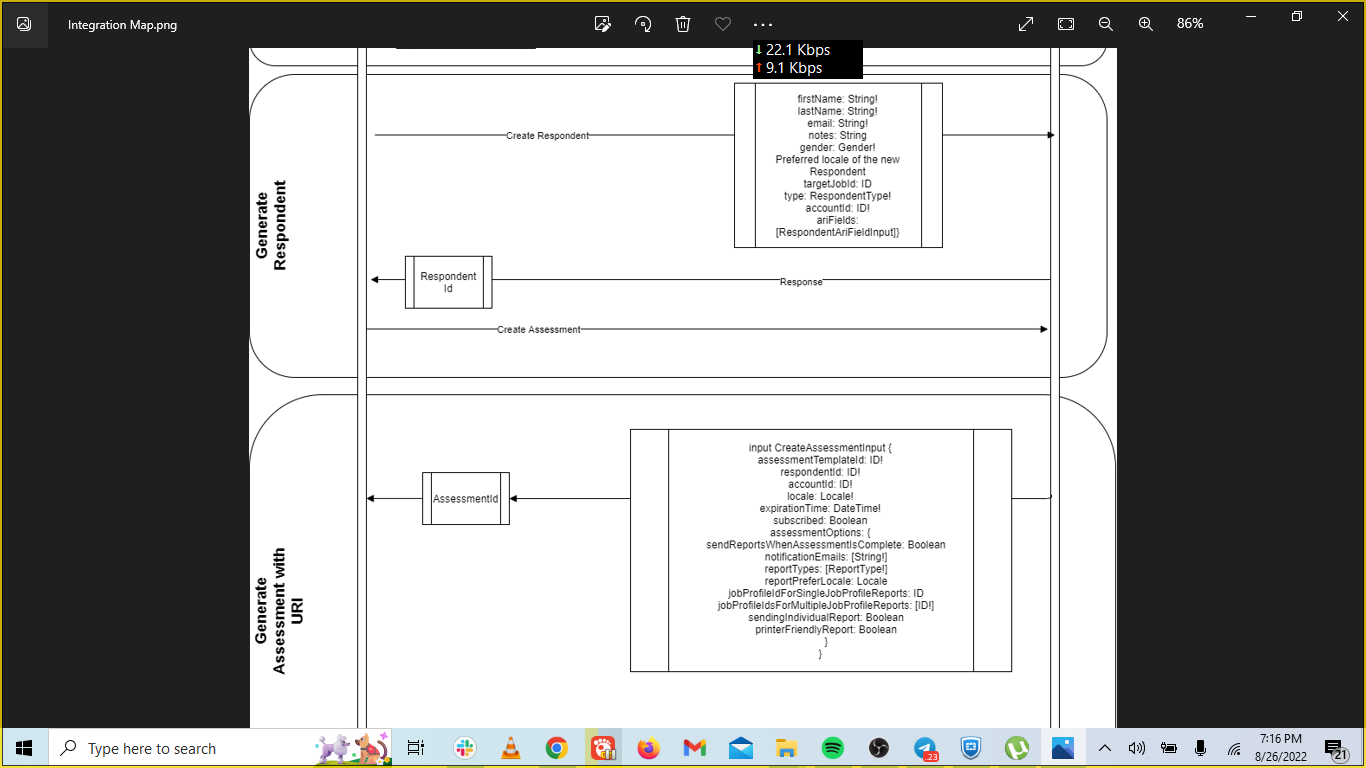 Integration Map.png
86%
↓ 22.1 Kbps
↑ 9.1 Kbps
Generate
Respondent
Create Respondent
firstName: String!
lastName: String!
email: String!
notes: String
gender: Gender!
Preferred locale of the new
Respondent
targetJobId: ID
type: RespondentType!
accountId: ID!
ariFields:
[RespondentAriFieldInput]}
Respondent
Id
Response
Create Assessment
Generate
Assessment with
URI
AssessmentId
input CreateAssessmentInput {
assessmentTemplateId: ID!
respondentId: ID!
accountId: ID!
locale: Locale!
expirationTime: DateTime!
subscribed: Boolean
assessmentOptions: {
sendReportsWhenAssessmentIsComplete: Boolean
notificationEmails: [String!]
reportTypes: [ReportType!]
reportPreferLocale: Locale
jobProfileIdForSingleJobProfileReports: ID
jobProfileIdsForMultipleJobProfileReports: [ID!]
sendingIndividualReport: Boolean
printerFriendlyReport: Boolean
}
}
Type here to search
23
7:16 PM
8/26/2022
21